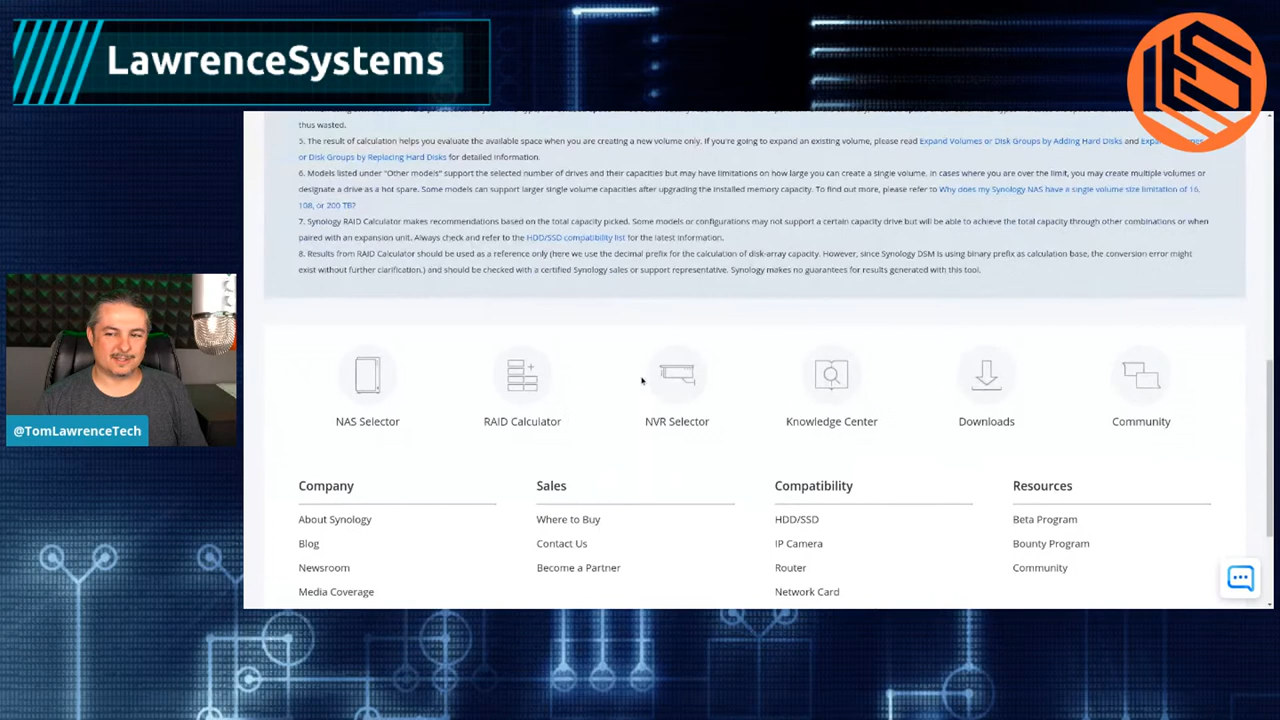 LawrenceSystems
thus wasted.
5. The result of calculation helps you evaluate the available space when you are creating a new volume only. If you're going to expand an existing volume, please read Expand Volumes or Disk Groups by Adding Hard Disks and
or Disk Groups by Replacing Hard Disks for detailed information.
6. Models listed under "Other models" support the selected number of drives and their capacities but may have limitations on how large you can create a single volume. In cases where you are over the limit, you may create multiple volumes or
designate a drive as a hot spare. Some models can support larger single volume capacities after upgrading the installed memory capacity. To find out more, please refer to Why does my Synology NAS have a single volume size limitation of 16,
108, or 200 TB?
7. Synology RAID Calculator makes recommendations based on the total capacity picked. Some models or configurations may not support a certain capacity drive but will be able to achieve the total capacity through other combinations or when
paired with an expansion unit. Always check and refer to the HDD/SSD compatibility list for the latest information.
8. Results from RAID Calculator should be used as a reference only (here we use the decimal prefix for the calculation of disk-array capacity. However, since Synology DSM is using binary prefix as calculation base, the conversion error might
exist without further clarification.) and should be checked with a certified Synology sales or support representative. Synology makes no guarantees for results generated with this tool.
NAS Selector
RAID Calculator
NVR Selector
Knowledge Center
Downloads
Community
@TomLawrenceTech
Company
About Synology
Blog
Newsroom
Media Coverage
Sales
Where to Buy
Contact Us
Become a Partner
Compatibility
HDD/SSD
IP Camera
Router
Network Card
Resources
Beta Program
Bounty Program
Community